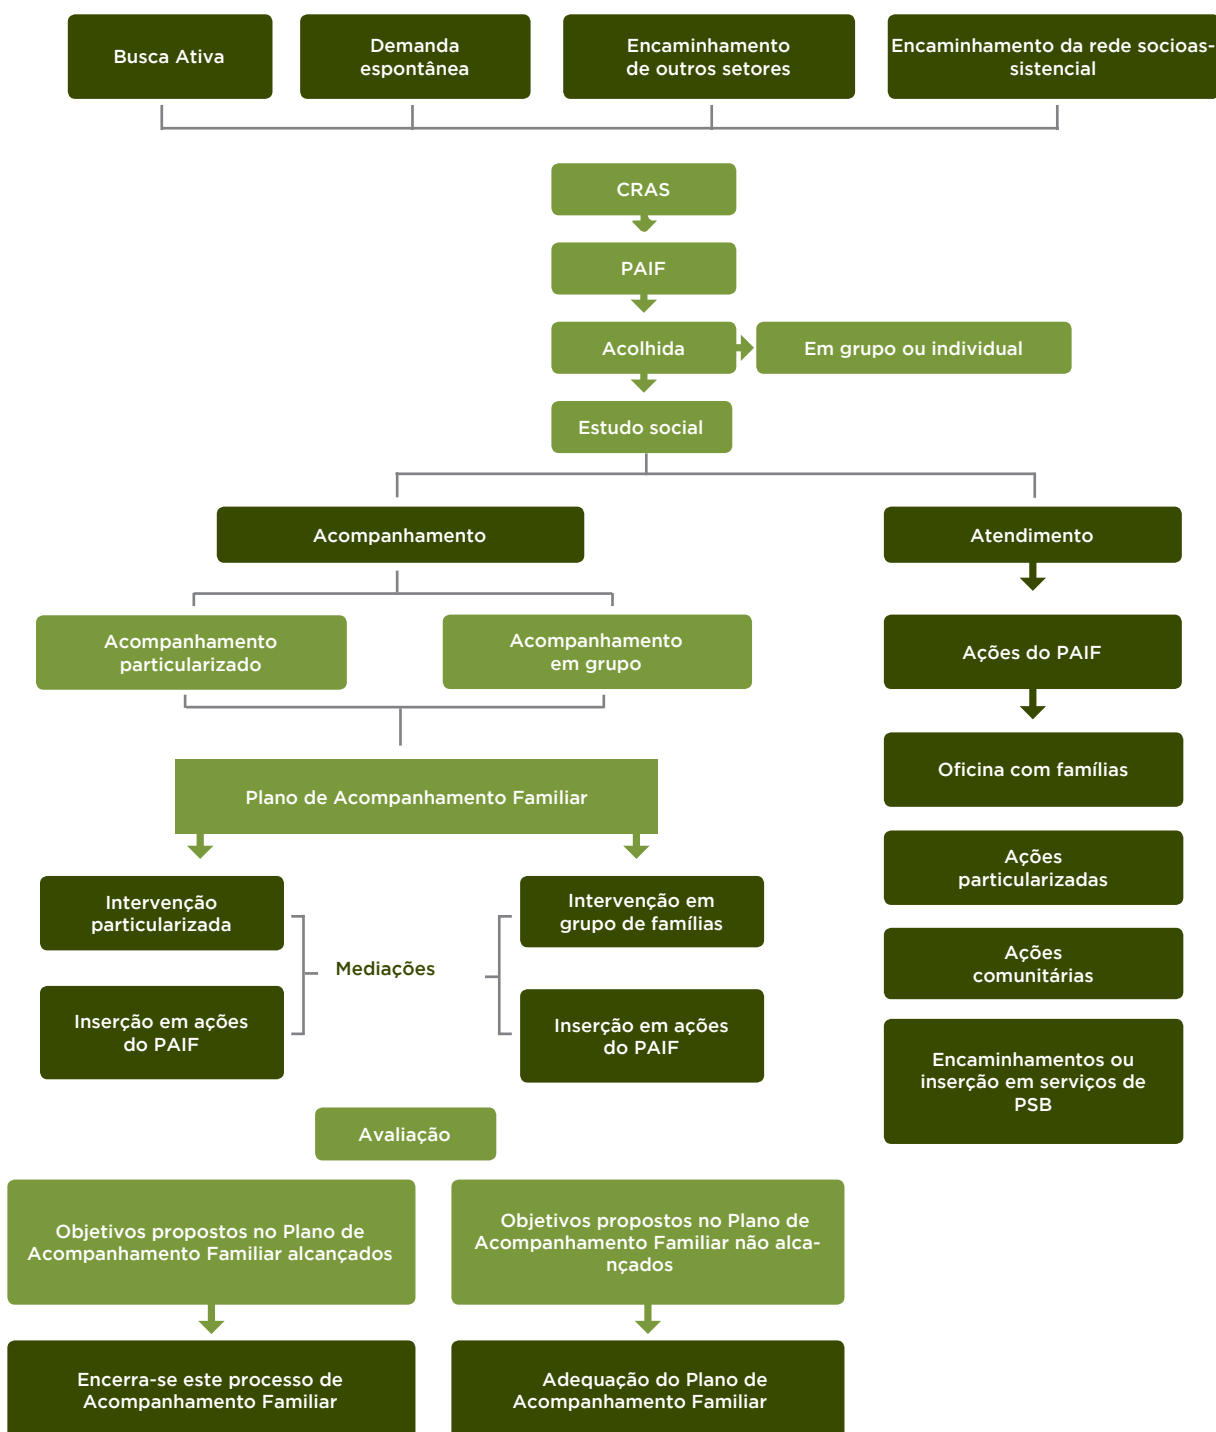 Busca Ativa
Demanda
espontânea
Encaminhamento
de outros setores
Encaminhamento da rede socioas-
sistencial
CRAS
PAIF
Acolhida
Em grupo ou individual
Estudo social
Acompanhamento
Atendimento
Acompanhamento
particularizado
Acompanhamento
em grupo
Ações do PAIF
Plano de Acompanhamento Familiar
Oficina com famílias
Intervenção
particularizada
Intervenção em
grupo de famílias
Ações
particularizadas
Mediações
Ações
comunitárias
Inserção em ações
do PAIF
Inserção em ações
do PAIF
Encaminhamentos ou
inserção em serviços de
PSB
Avaliação
Objetivos propostos no Plano de
Acompanhamento Familiar alcançados
Objetivos propostos no Plano de
Acompanhamento Familiar não alca-
nçados
Encerra-se este processo de
Acompanhamento Familiar
Adequação do Plano de
Acompanhamento Familiar